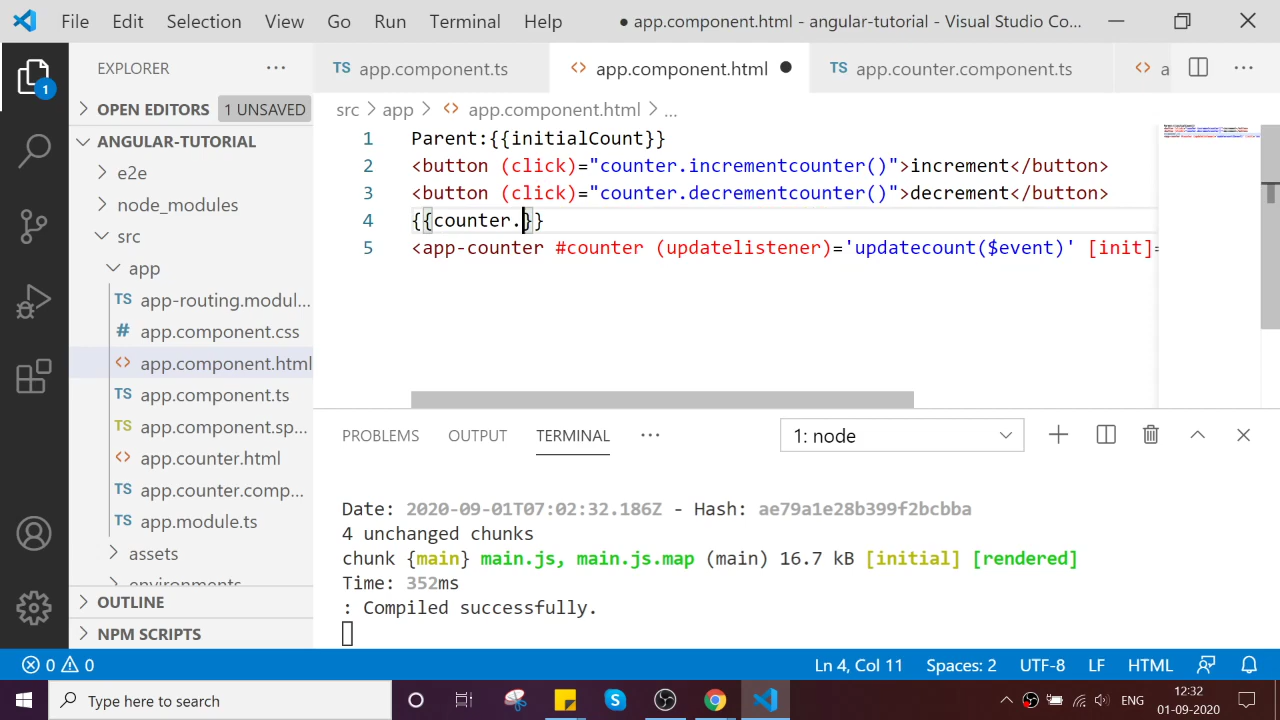 File Edit Selection View Go Run Terminal Help ● app.component.html - angular-tutorial - Visual Studio Co...
EXPLORER ...
TS app.component.ts <> app.component.html ● TS app.counter.component.ts <> a ...
OPEN EDITORS 1 UNSAVED
src > app > <> app.component.html > ...
ANGULAR-TUTORIAL
e2e
node_modules
src
app
TS app-routing.modul...
# app.component.css
<> app.component.html
TS app.component.ts
TS app.component.sp...
<> app.counter.html
TS app.counter.comp...
TS app.module.ts
assets
environments
OUTLINE
NPM SCRIPTS
1 Parent:{{initialCount}}
2 <button (click)="counter.incrementcounter()">increment</button>
3 <button (click)="counter.decrementcounter()">decrement</button>
4 {{counter.}}
5 <app-counter #counter (updatelistener)='updatecount($event)' [init]=
PROBLEMS OUTPUT TERMINAL ... 1: node
Date: 2020-09-01T07:02:32.186Z - Hash: ae79a1e28b399f2bcbba
4 unchanged chunks
chunk {main} main.js, main.js.map (main) 16.7 kB [initial] [rendered]
Time: 352ms
: Compiled successfully.
0 0 Ln 4, Col 11 Spaces: 2 UTF-8 LF HTML
Type here to search ENG 12:32
01-09-2020